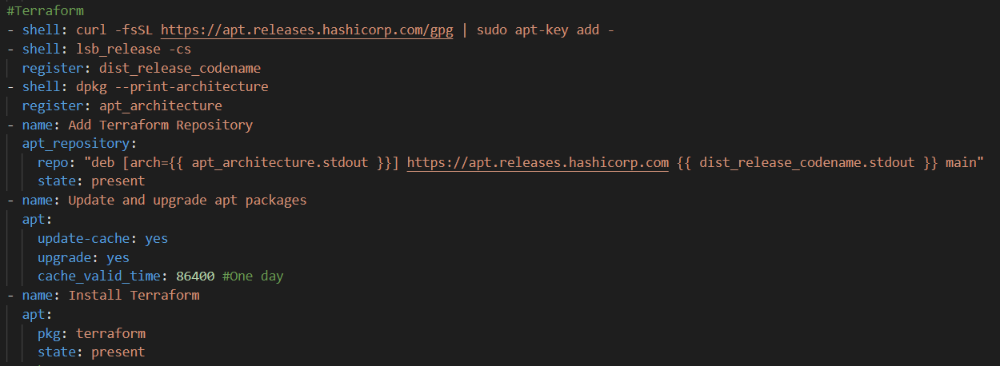 #Terraform
- shell: curl -fsSL https://apt.releases.hashicorp.com/gpg | sudo apt-key add -
- shell: lsb_release -cs
  register: dist_release_codename
- shell: dpkg --print-architecture
  register: apt_architecture
- name: Add Terraform Repository
  apt_repository:
    repo: "deb [arch={{ apt_architecture.stdout }}] https://apt.releases.hashicorp.com {{ dist_release_codename.stdout }} main"
    state: present
- name: Update and upgrade apt packages
  apt:
    update-cache: yes
    upgrade: yes
    cache_valid_time: 86400 #One day
- name: Install Terraform
  apt:
    pkg: terraform
    state: present